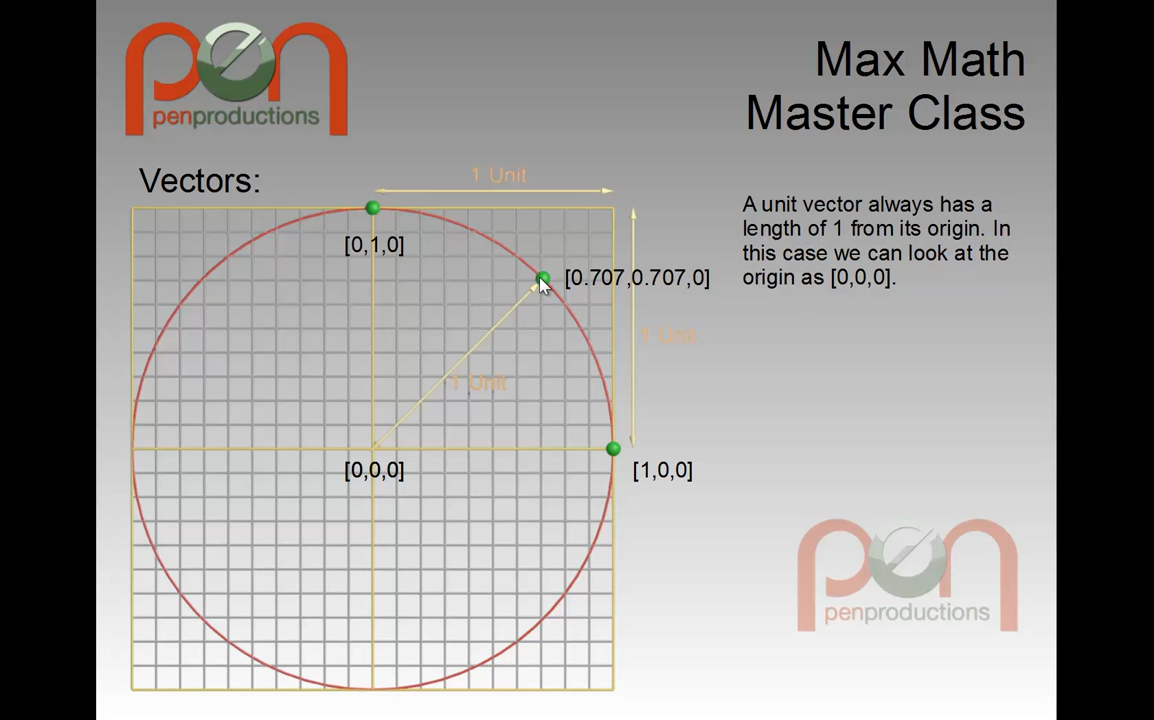 pen
penproductions
Max Math
Master Class
Vectors:
1 Unit
A unit vector always has a
length of 1 from its origin. In
this case we can look at the
origin as [0,0,0].
[0,1,0]
[0.707,0.707,0]
1 Unit
1 Unit
[0,0,0]
[1,0,0]
pen
penproductions